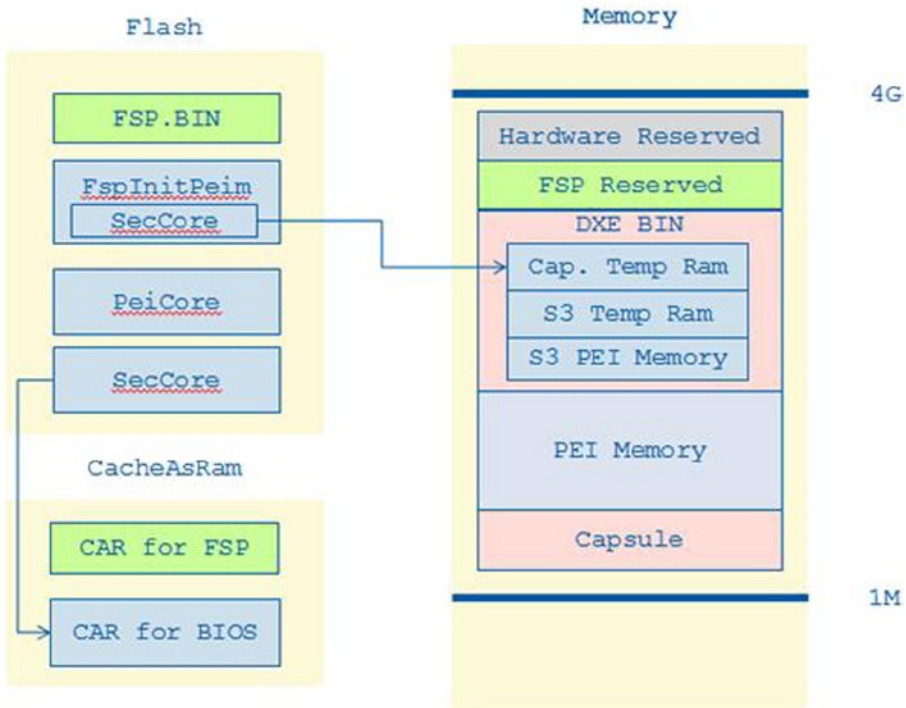 Flash
FSP.BIN
FspInitPeim
SecCore
PeiCore
SecCore
CacheAsRam
CAR for FSP
CAR for BIOS
Memory
4G
Hardware Reserved
FSP Reserved
DXE BIN
Cap. Temp Ram
S3 Temp Ram
S3 PEI Memory
PEI Memory
Capsule
1M